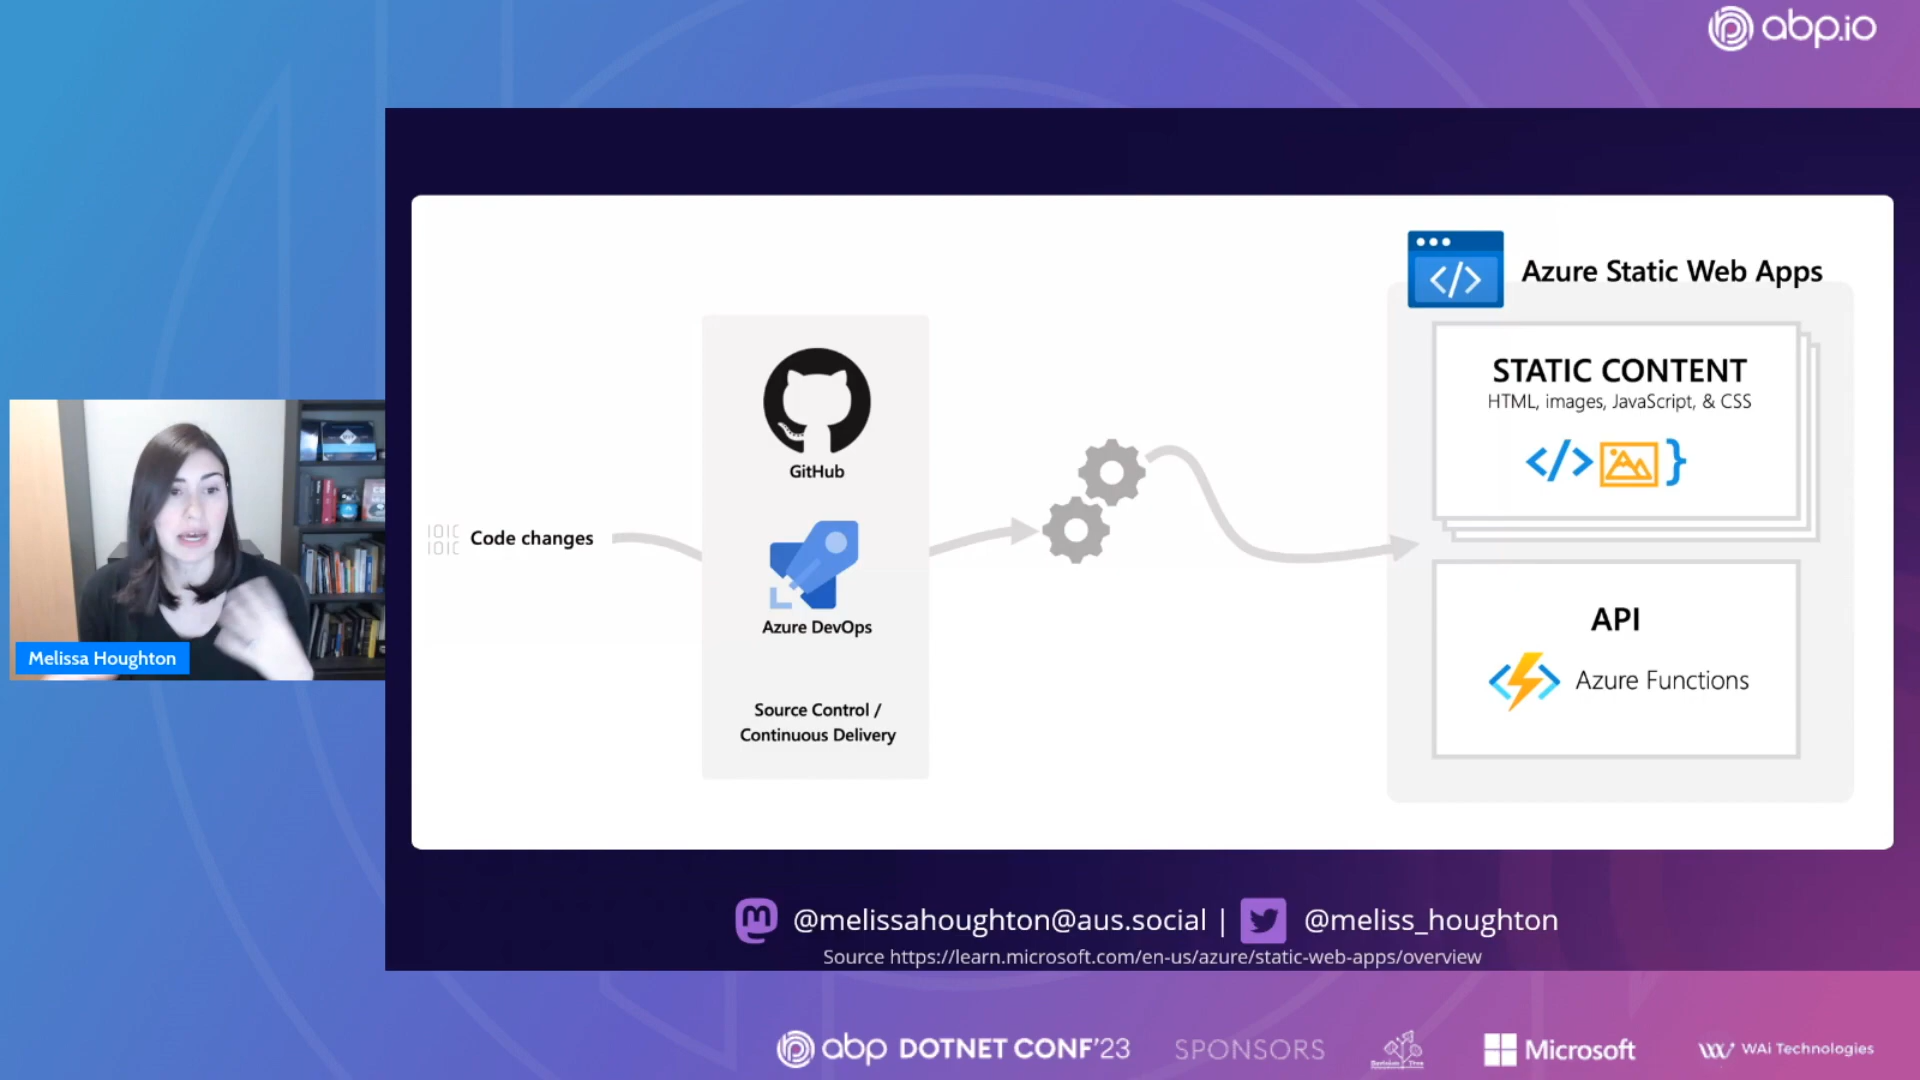 abp.io
Azure Static Web Apps
STATIC CONTENT
HTML, images, JavaScript, & CSS
GitHub
Code changes
Azure DevOps
Source Control /
Continuous Delivery
API
Azure Functions
Melissa Houghton
@melissahoughton@aus.social | @meliss_houghton
Source https://learn.microsoft.com/en-us/azure/static-web-apps/overview
abp DOTNET CONF'23 SPONSORS Microsoft WAi Technologies